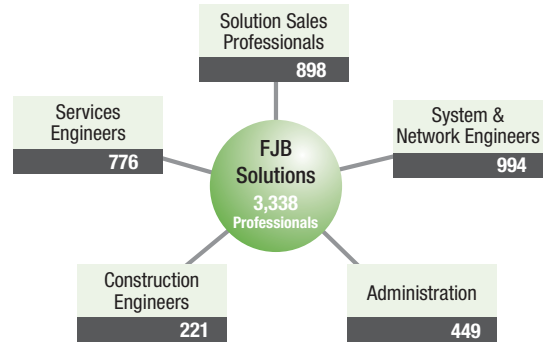 Solution Sales
Professionals
898
Services
Engineers
776
System &
Network Engineers
994
FJB
Solutions
3,338
Professionals
Construction
Engineers
221
Administration
449